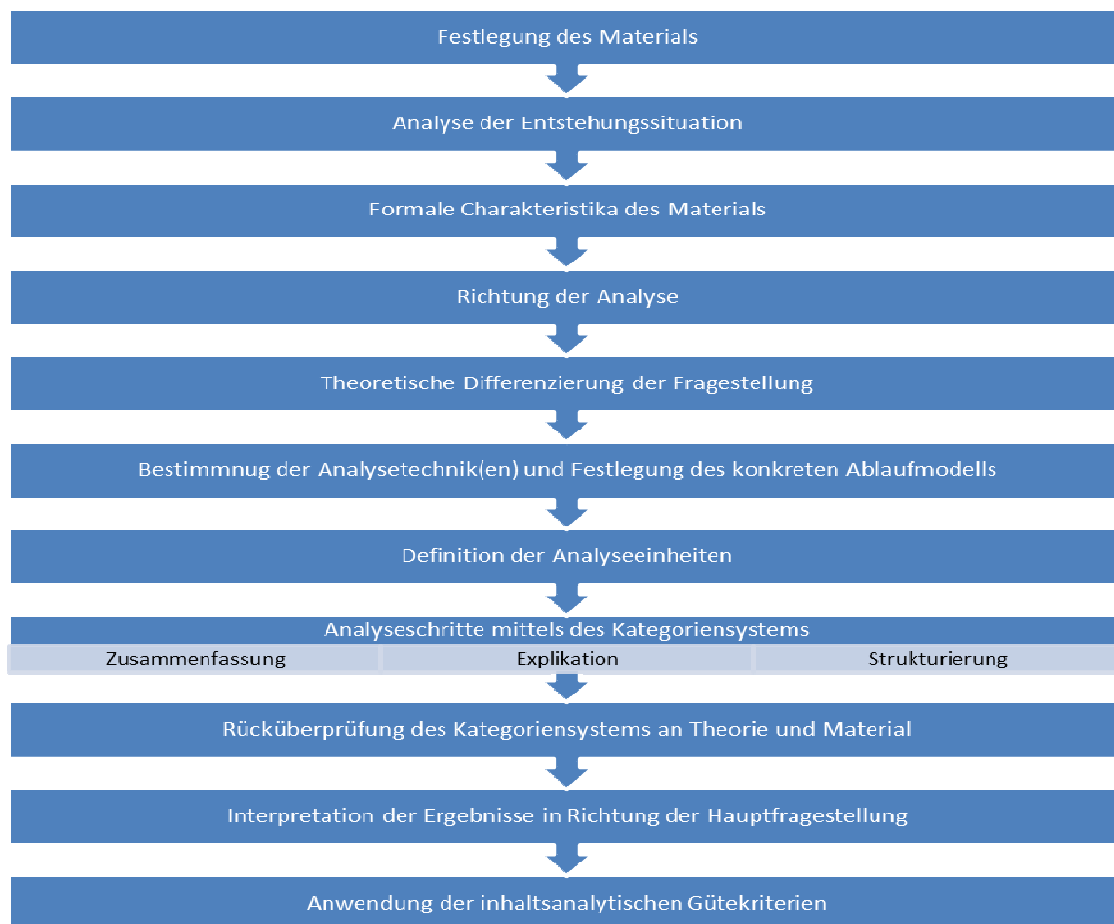 Festlegung des Materials
Analyse der Entstehungssituation
Formale Charakteristika des Materials
Richtung der Analyse
Theoretische Differenzierung der Fragestellung
Bestimmnug der Analysetechnik(en) und Festlegung des konkreten Ablaufmodells
Definition der Analyseeinheiten
Analyseschritte mittels des Kategoriensystems
Zusammenfassung Explikation Strukturierung
Rücküberprüfung des Kategoriensystems an Theorie und Material
Interpretation der Ergebnisse in Richtung der Hauptfragestellung
Anwendung der inhaltsanalytischen Gütekriterien